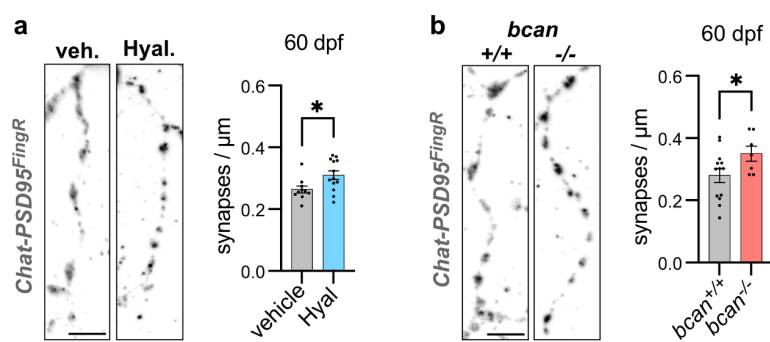 a
veh.
Hyal.
60 dpf
Chat-PSD95FingR
synapses / μm
0.6
0.4
0.2
0.0
*
vehicle
Hyal
b
bcan
+/+
-/-
60 dpf
Chat-PSD95FingR
synapses / μm
0.6
0.4
0.2
0.0
*
bcan+/+
bcan-/-